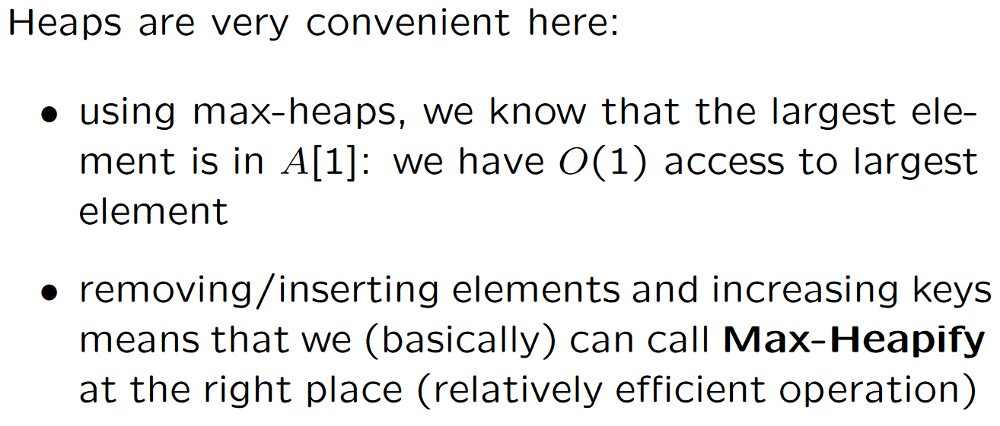 Heaps are very convenient here:
• using max-heaps, we know that the largest ele-
ment is in A[1]: we have O(1) access to largest
element
• removing/inserting elements and increasing keys
means that we (basically) can call Max-Heapify
at the right place (relatively efficient operation)